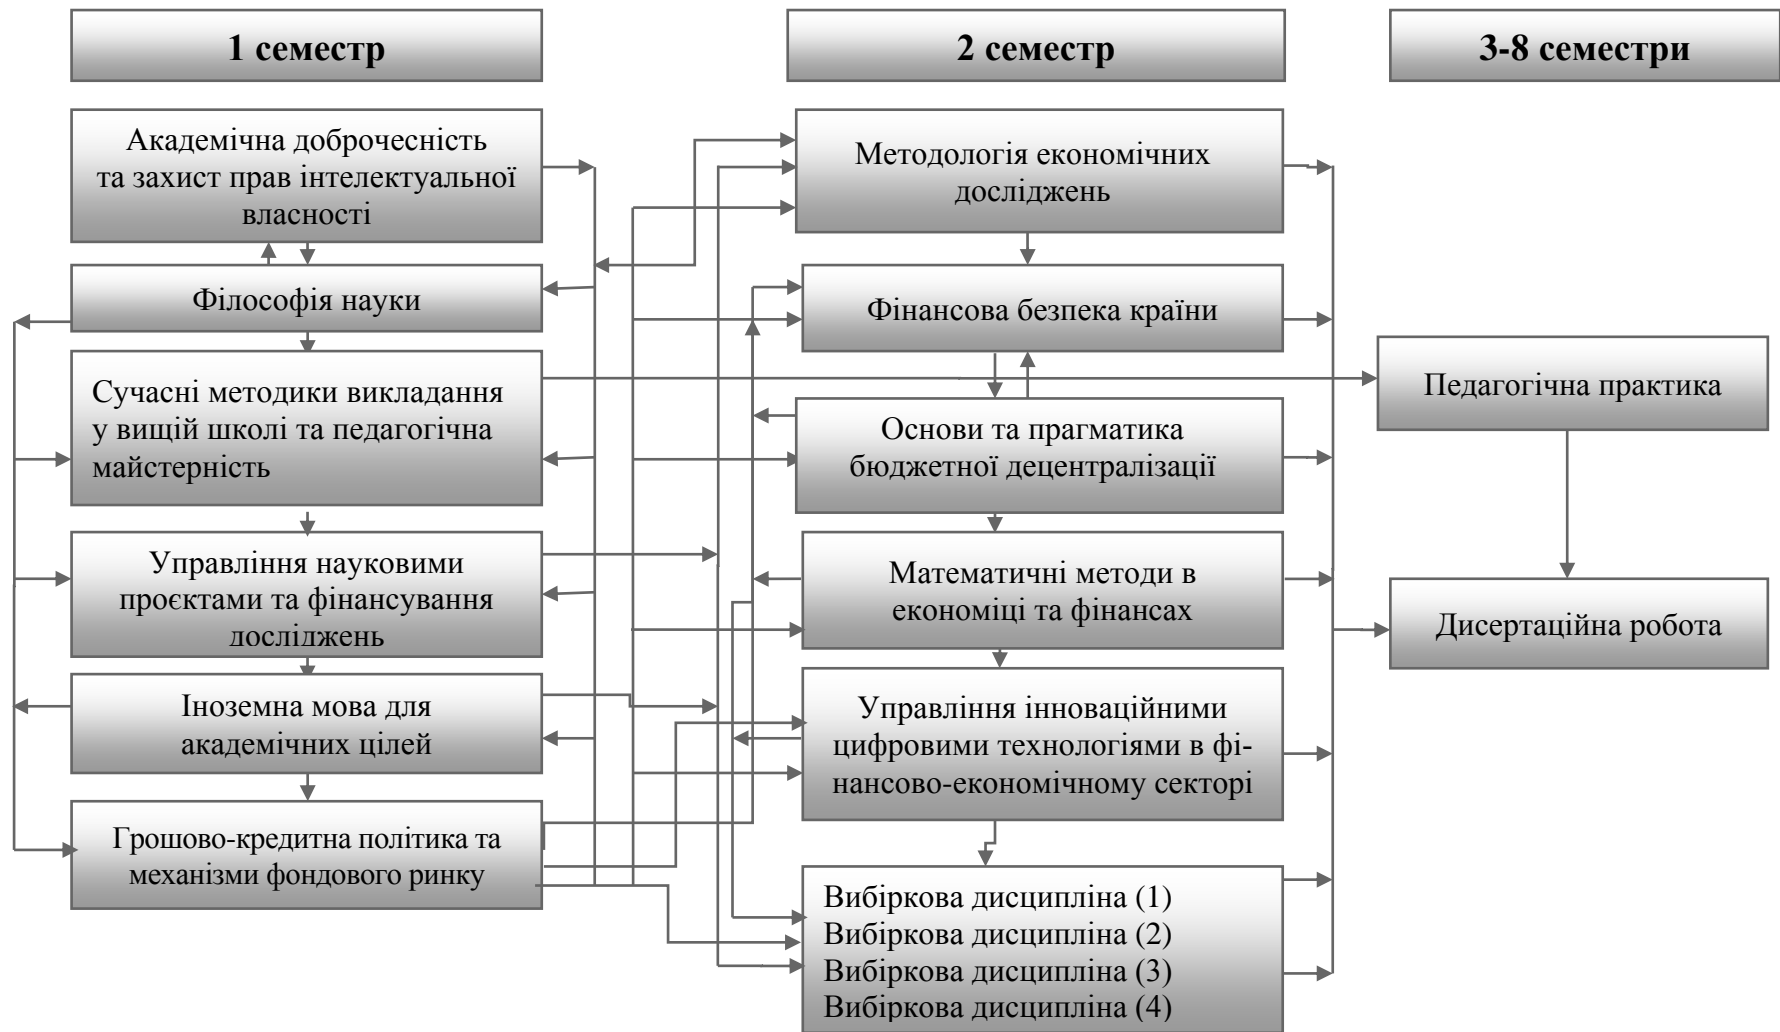 1 семестр
2 семестр
3-8 семестри
Академічна доброчесність
та захист прав інтелектуальної
власності
Філософія науки
Сучасні методики викладання
у вищій школі та педагогічна
майстерність
Управління науковими
проєктами та фінансування
досліджень
Іноземна мова для
академічних цілей
Грошово-кредитна політика та
механізми фондового ринку
Методологія економічних
досліджень
Фінансова безпека країни
Основи та прагматика
бюджетної децентралізації
Математичні методи в
економіці та фінансах
Управління інноваційними
цифровими технологіями в фі-
нансово-економічному секторі
Вибіркова дисципліна (1)
Вибіркова дисципліна (2)
Вибіркова дисципліна (3)
Вибіркова дисципліна (4)
Педагогічна практика
Дисертаційна робота